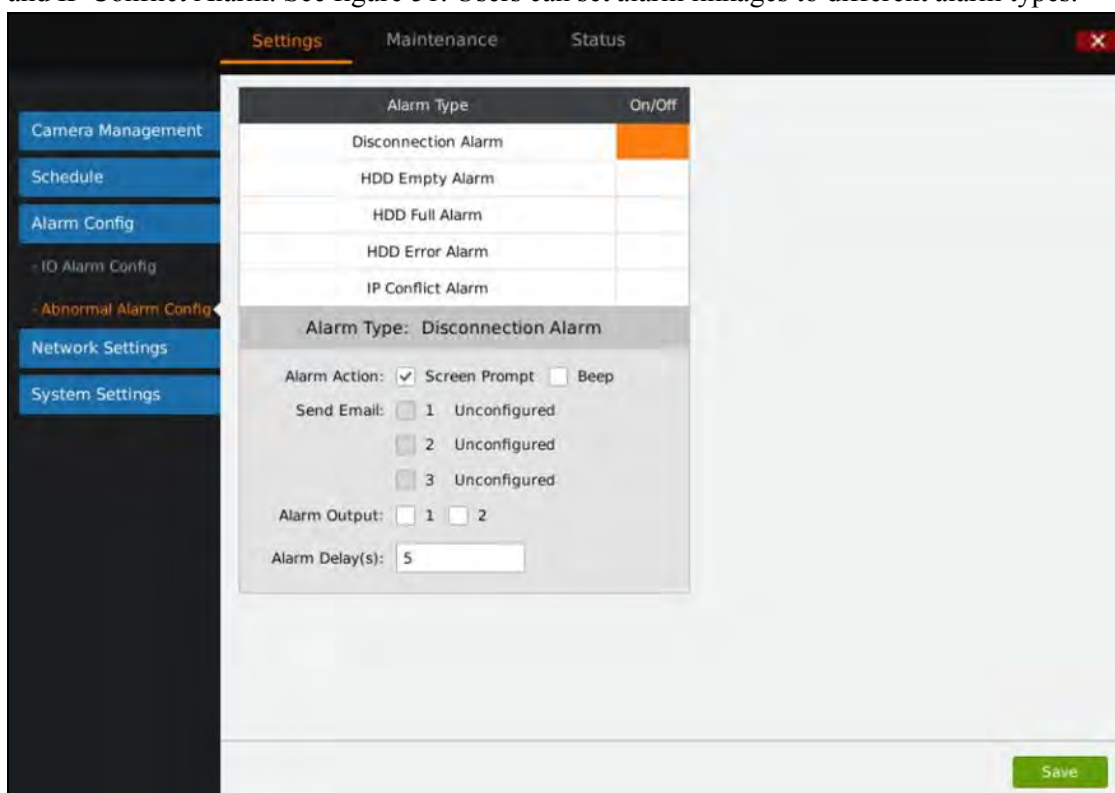 and IP Conflict Alarm. See figure 51. Users can set alarm linkages to different alarm types.
Settings Maintenance Status
Camera Management
Schedule
Alarm Config
- IO Alarm Config
- Abnormal Alarm Config
Network Settings
System Settings
Alarm Type On/Off
Disconnection Alarm
HDD Empty Alarm
HDD Full Alarm
HDD Error Alarm
IP Conflict Alarm
Alarm Type: Disconnection Alarm
Alarm Action: Screen Prompt Beep
Send Email: 1 Unconfigured
2 Unconfigured
3 Unconfigured
Alarm Output: 1 2
Alarm Delay(s): 5
Save